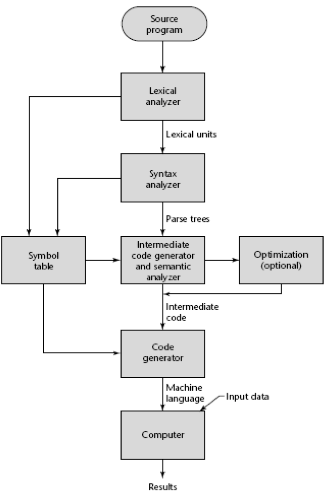 Source
program
Lexical
analyzer
Lexical units
Syntax
analyzer
Parse trees
Symbol
table
Intermediate
code generator
and semantic
analyzer
Optimization
(optional)
Intermediate
code
Code
generator
Machine
language
Input data
Computer
Results